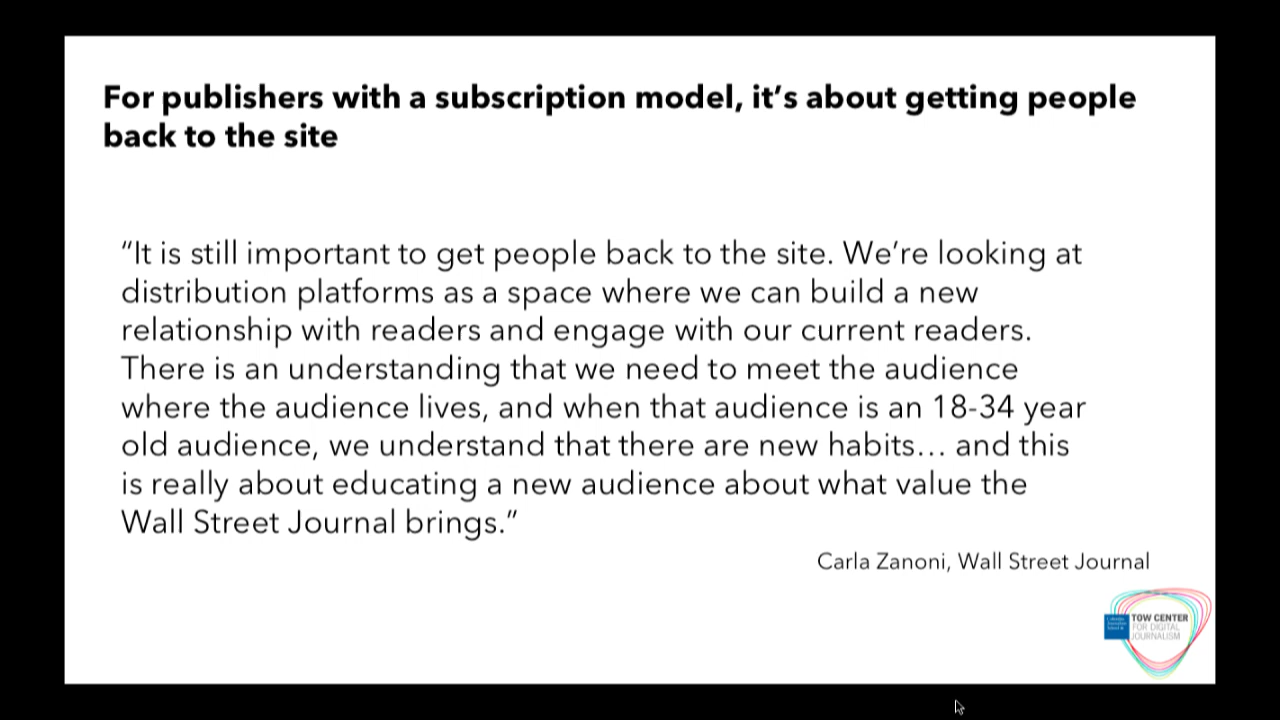 For publishers with a subscription model, it’s about getting people
back to the site
“It is still important to get people back to the site. We’re looking at
distribution platforms as a space where we can build a new
relationship with readers and engage with our current readers.
There is an understanding that we need to meet the audience
where the audience lives, and when that audience is an 18-34 year
old audience, we understand that there are new habits… and this
is really about educating a new audience about what value the
Wall Street Journal brings.”
Carla Zanoni, Wall Street Journal
TOW CENTER
FOR DIGITAL
JOURNALISM